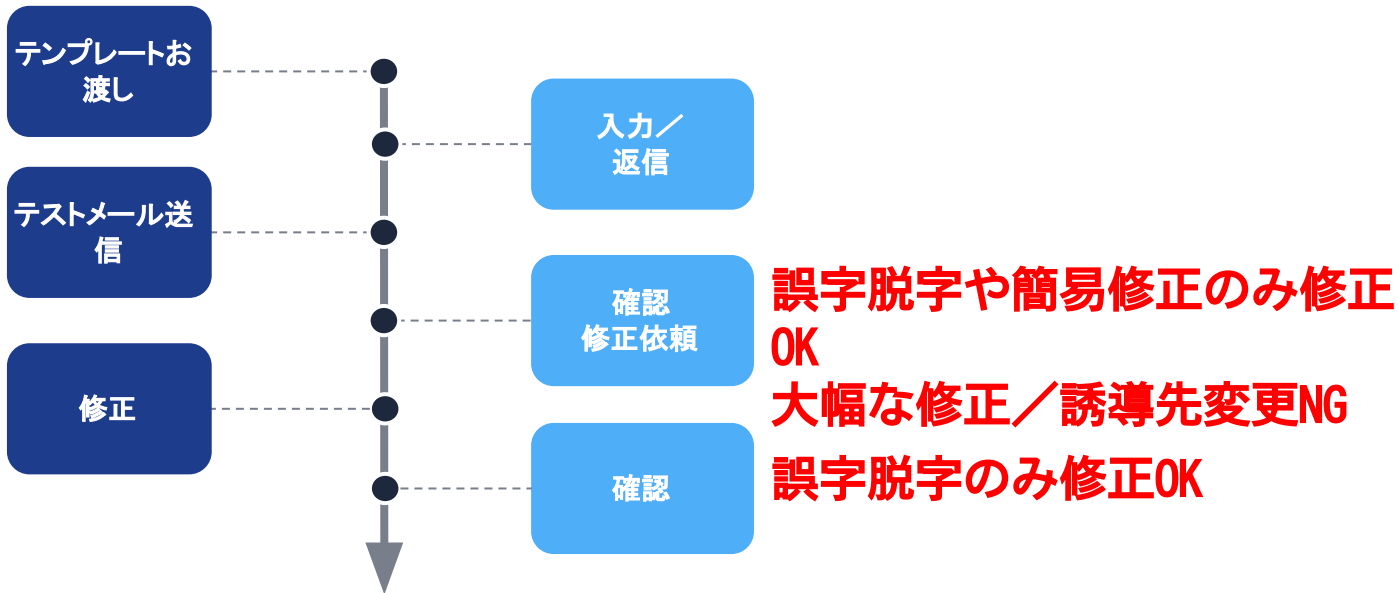 テンプレートお
渡し
入力／
返信
テストメール送
信
確認
修正依頼
誤字脱字や簡易修正のみ修正
OK
大幅な修正／誘導先変更NG
修正
確認
誤字脱字のみ修正OK